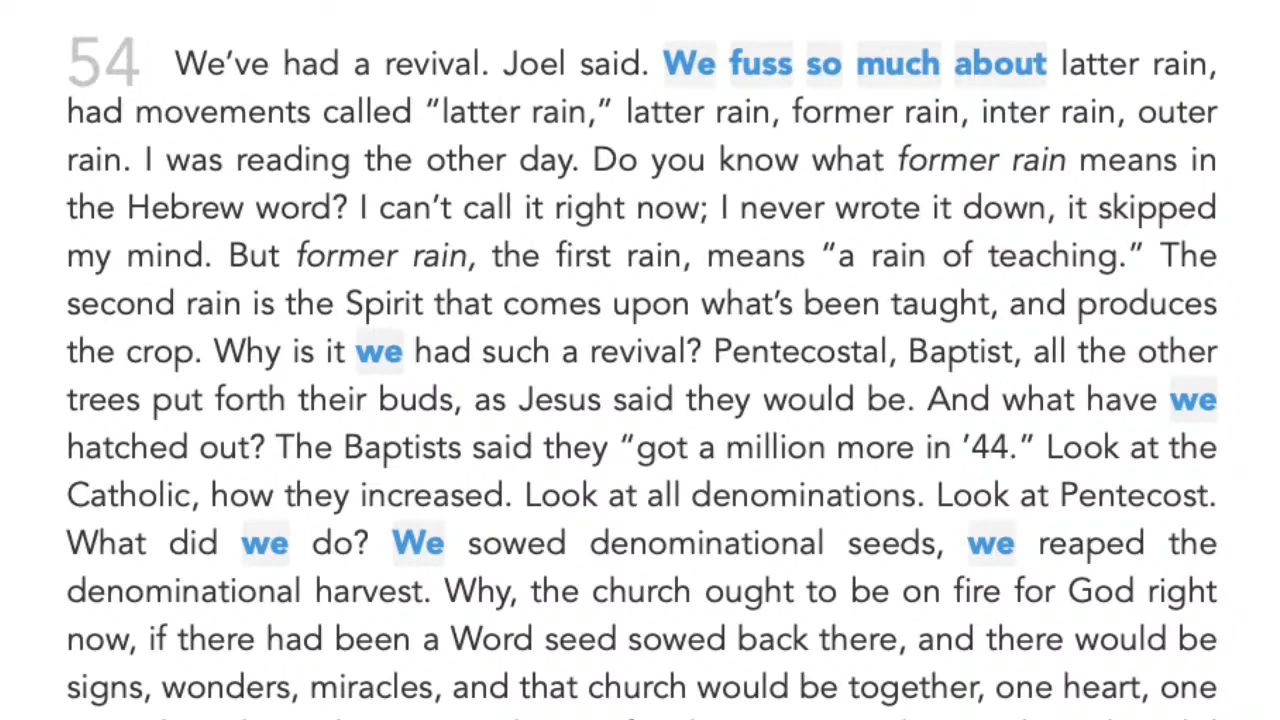 54 We’ve had a revival. Joel said. We fuss so much about latter rain,
had movements called “latter rain,” latter rain, former rain, inter rain, outer
rain. I was reading the other day. Do you know what former rain means in
the Hebrew word? I can’t call it right now; I never wrote it down, it skipped
my mind. But former rain, the first rain, means “a rain of teaching.” The
second rain is the Spirit that comes upon what’s been taught, and produces
the crop. Why is it we had such a revival? Pentecostal, Baptist, all the other
trees put forth their buds, as Jesus said they would be. And what have we
hatched out? The Baptists said they “got a million more in ’44.” Look at the
Catholic, how they increased. Look at all denominations. Look at Pentecost.
What did we do? We sowed denominational seeds, we reaped the
denominational harvest. Why, the church ought to be on fire for God right
now, if there had been a Word seed sowed back there, and there would be
signs, wonders, miracles, and that church would be together, one heart, one